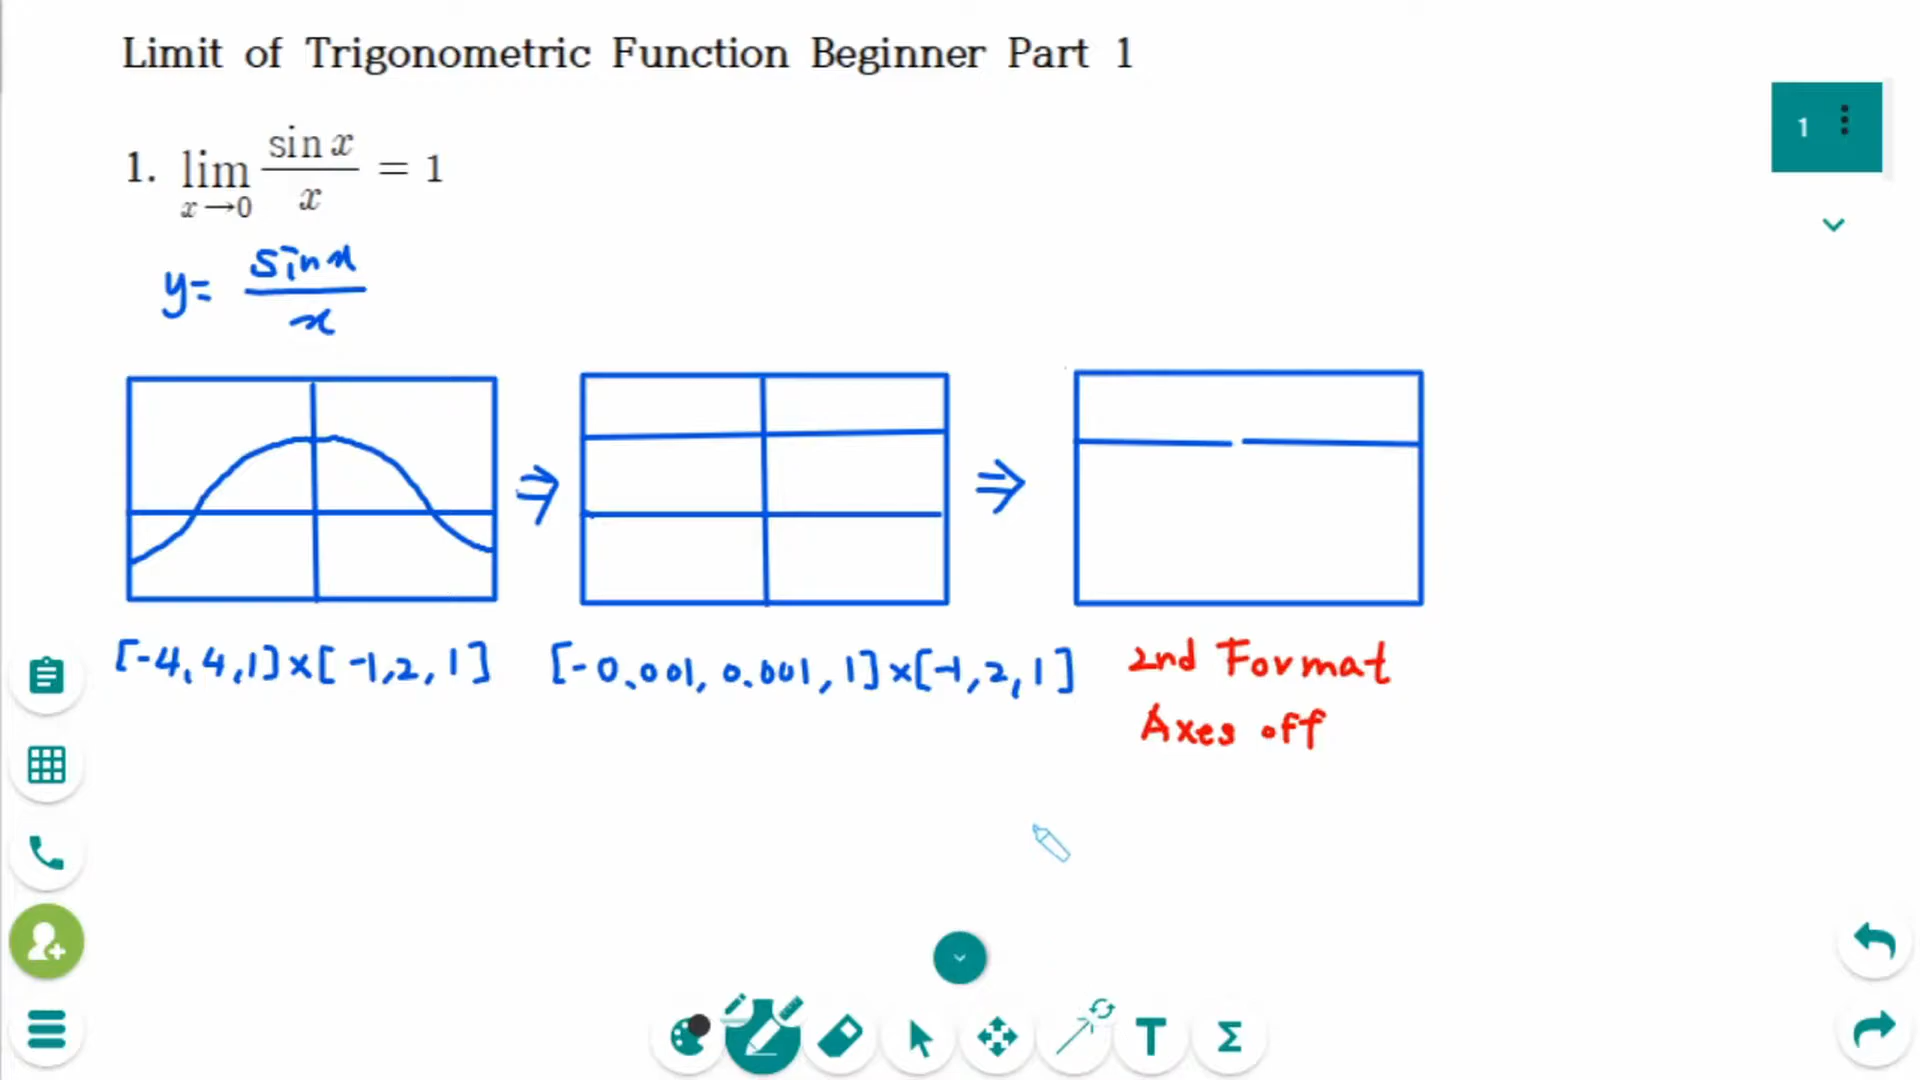 Limit of Trigonometric Function Beginner Part 1
1
1. lim x→0 sin x / x = 1
y = sin x / x
[-4, 4, 1] × [-1, 2, 1]
[-0.001, 0.001, 1] × [-1, 2, 1]
2nd Format
Axes off
T
Σ